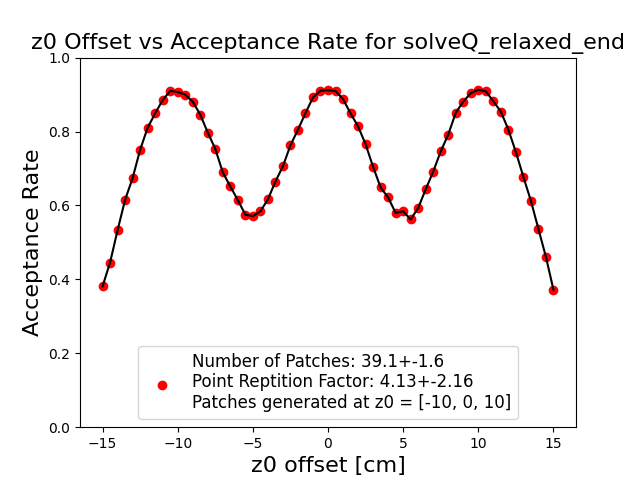 z0 Offset vs Acceptance Rate for solveQ_relaxed_end
1.0
0.8
0.6
0.4
0.2
0.0
Acceptance Rate
Number of Patches: 39.1+-1.6
Point Reptition Factor: 4.13+-2.16
Patches generated at z0 = [-10, 0, 10]
−15 −10 −5 0 5 10 15
z0 offset [cm]